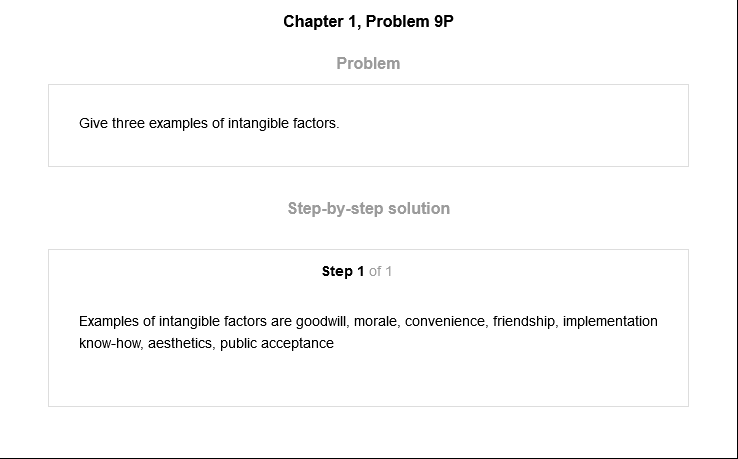 Chapter 1, Problem 9P
Problem
Give three examples of intangible factors.
Step-by-step solution
Step 1 of 1
Examples of intangible factors are goodwill, morale, convenience, friendship, implementation
know-how, aesthetics, public acceptance